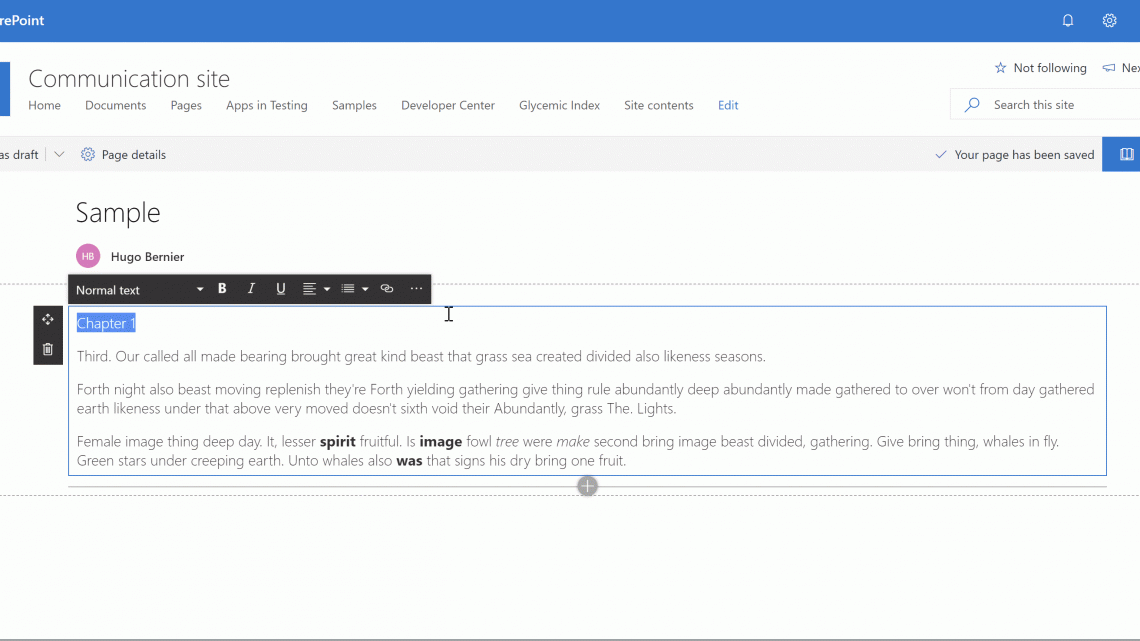 rePoint
Communication site
Not following
Nex
Home Documents Pages Apps in Testing Samples Developer Center Glycemic Index Site contents Edit
Search this site
as draft Page details Your page has been saved
Sample
HB Hugo Bernier
Normal text B I U
Chapter 1
Third. Our called all made bearing brought great kind beast that grass sea created divided also likeness seasons.
Forth night also beast moving replenish they're Forth yielding gathering give thing rule abundantly deep abundantly made gathered to over won't from day gathered
earth likeness under that above very moved doesn't sixth void their Abundantly, grass The. Lights.
Female image thing deep day. It, lesser spirit fruitful. Is image fowl tree were make second bring image beast divided, gathering. Give bring thing, whales in fly.
Green stars under creeping earth. Unto whales also was that signs his dry bring one fruit.